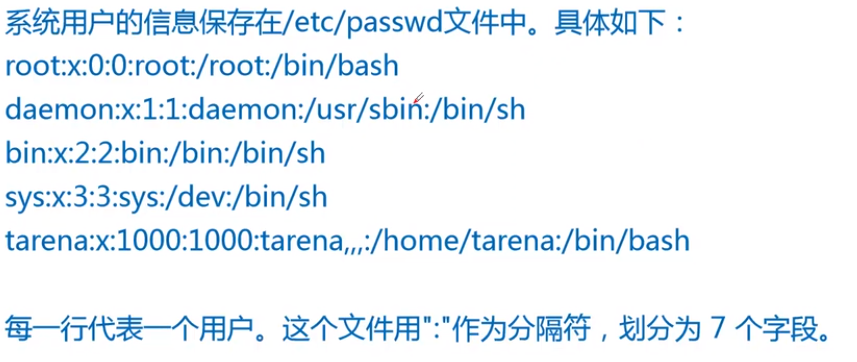 系统用户的信息保存在/etc/passwd文件中。具体如下：
root:x:0:0:root:/root:/bin/bash
daemon:x:1:1:daemon:/usr/sbin:/bin/sh
bin:x:2:2:bin:/bin:/bin/sh
sys:x:3:3:sys:/dev:/bin/sh
tarena:x:1000:1000:tarena,,,:/home/tarena:/bin/bash
每一行代表一个用户。这个文件用":"作为分隔符，划分为 7 个字段。